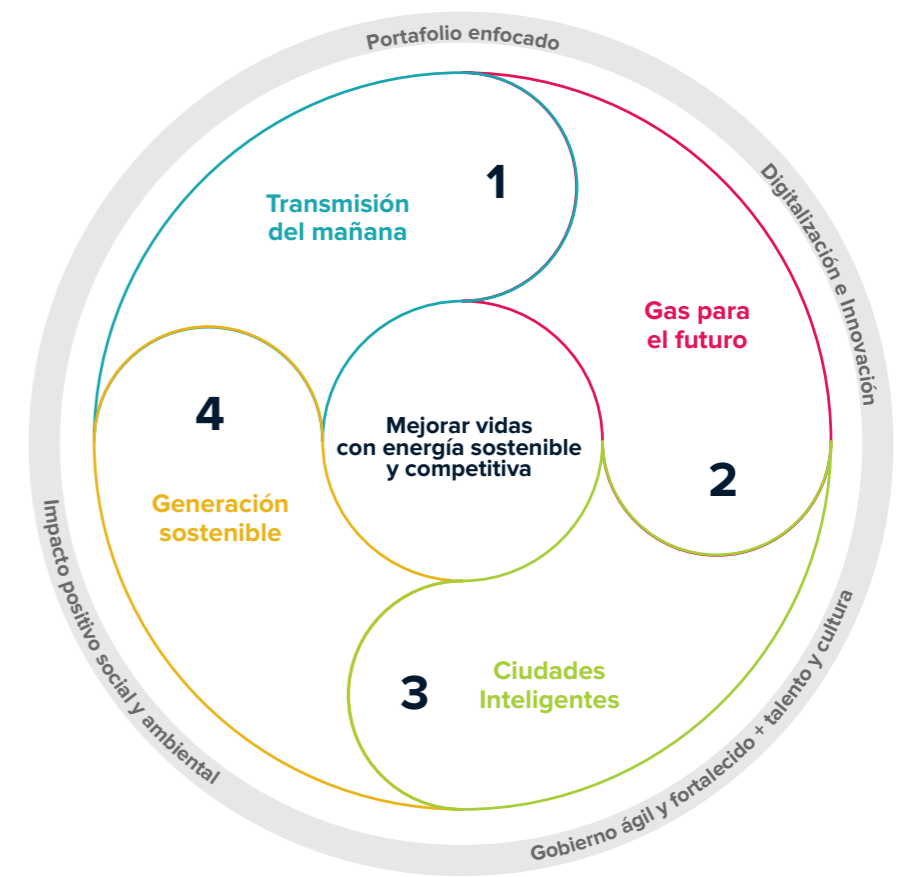 Portafolio enfocado
Digitalización e Innovación
1
Transmisión
del mañana
Gas para
el futuro
2
Mejorar vidas
con energía sostenible
y competitiva
4
Generación
sostenible
3
Ciudades
Inteligentes
Impacto positivo social y ambiental
Gobierno ágil y fortalecido + talento y cultura